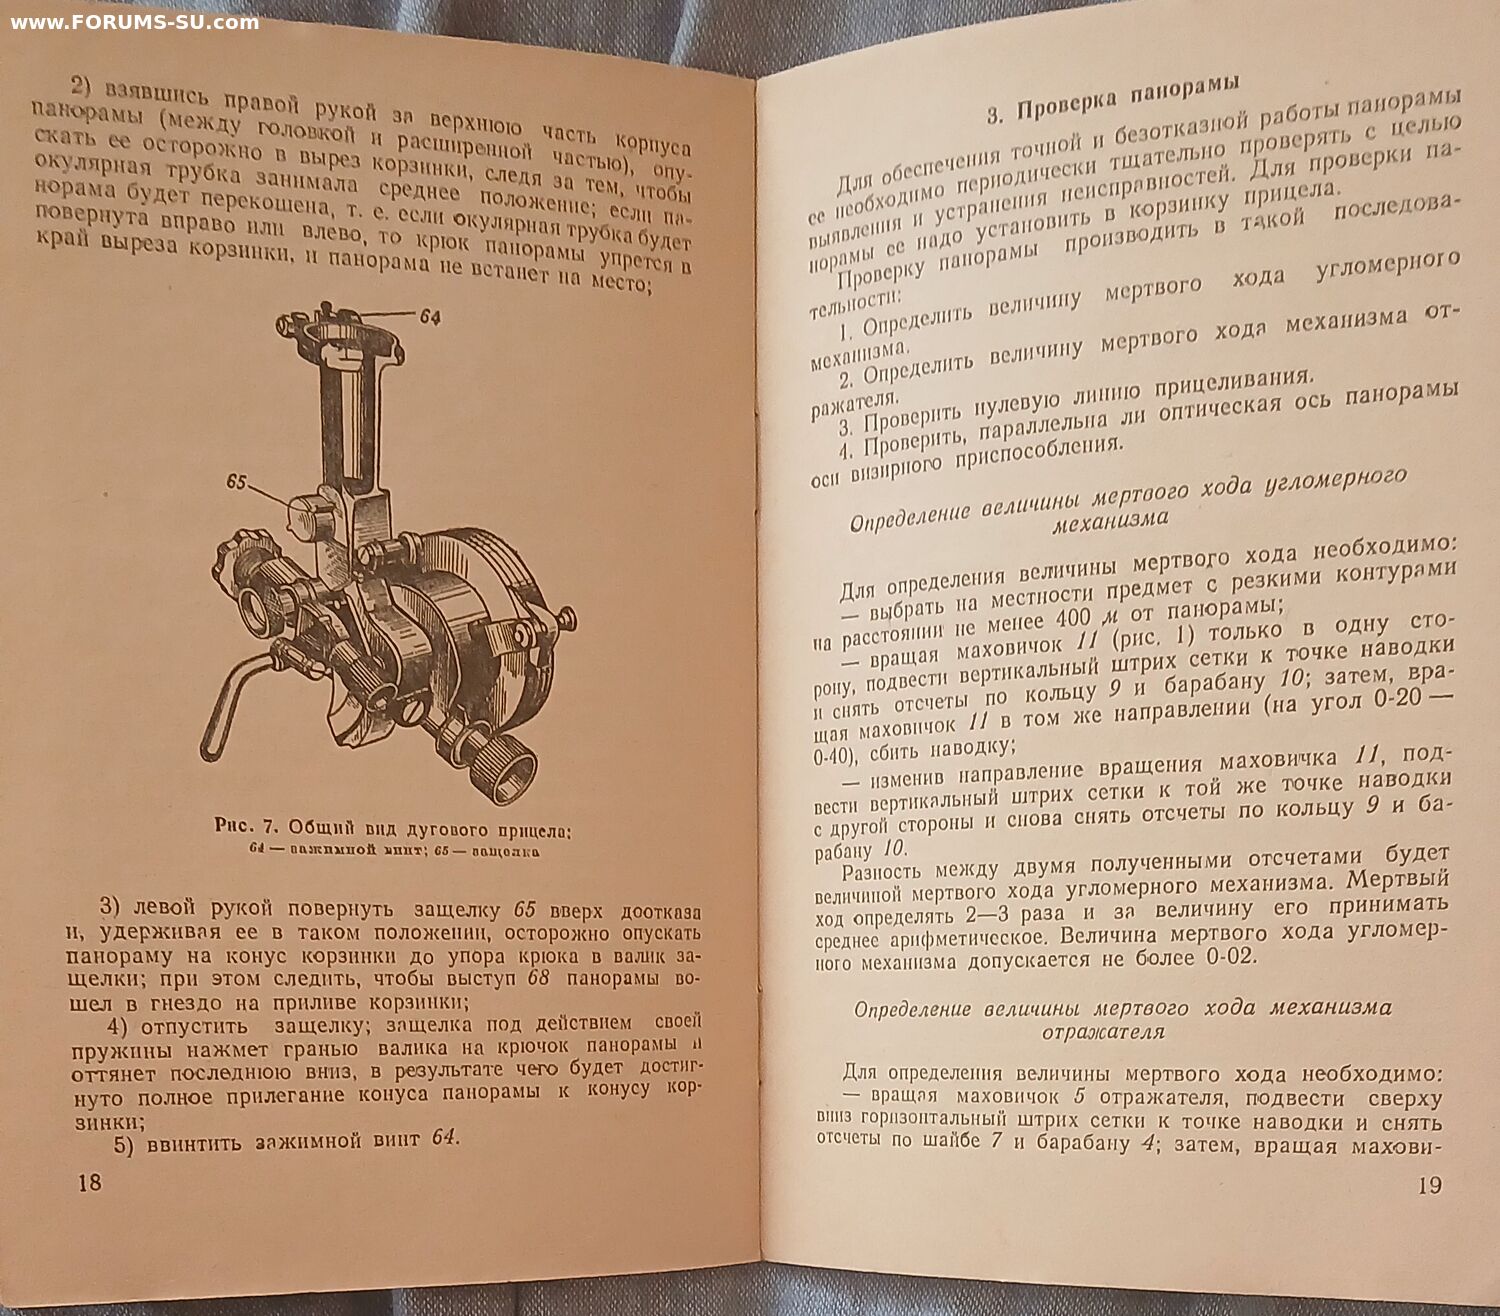 www.FORUMS-SU.com
2) взявшись правой рукой за верхнюю часть корпуса
панорамы (между головкой и расширенной частью), опу-
скать ее осторожно в вырез корзинки, следя за тем, чтобы
окулярная трубка занимала среднее положение; если па-
норама будет перекошена, т. е. если окулярная трубка будет
повернута вправо или влево, то крюк панорамы упрется в
край выреза корзинки, и панорама не встанет на место;
64
65
Рис. 7. Общий вид дугового прицела:
64 — зажимной винт; 65 — защелка
3) левой рукой повернуть защелку 65 вверх доотказа
и, удерживая ее в таком положении, осторожно опускать
панораму на конус корзинки до упора крюка в валик за-
щелки; при этом следить, чтобы выступ 68 панорамы во-
шел в гнездо на приливе корзинки;
4) отпустить защелку; защелка под действием своей
пружины нажмет гранью валика на крючок панорамы и
оттянет последнюю вниз, в результате чего будет достиг-
нуто полное прилегание конуса панорамы к конусу кор-
зинки;
5) ввинтить зажимной винт 64.
18
3. Проверка панорамы
Для обеспечения точной и безотказной работы панорамы
ее необходимо периодически тщательно проверять с целью
выявления и устранения неисправностей. Для проверки па-
норамы ее надо установить в корзинку прицела.
Проверку панорамы производить в такой последова-
тельности:
1. Определить величину мертвого хода угломерного
механизма.
2. Определить величину мертвого хода механизма от-
ражателя.
3. Проверить нулевую линию прицеливания.
4. Проверить, параллельна ли оптическая ось панорамы
оси визирного приспособления.
Определение величины мертвого хода угломерного
механизма
Для определения величины мертвого хода необходимо:
— выбрать на местности предмет с резкими контурами
на расстоянии не менее 400 м от панорамы;
— вращая маховичок 11 (рис. 1) только в одну сто-
рону, подвести вертикальный штрих сетки к точке наводки
и снять отсчеты по кольцу 9 и барабану 10; затем, вра-
щая маховичок 11 в том же направлении (на угол 0-20 —
0-40), сбить наводку;
— изменив направление вращения маховичка 11, под-
вести вертикальный штрих сетки к той же точке наводки
с другой стороны и снова снять отсчеты по кольцу 9 и ба-
рабану 10.
Разность между двумя полученными отсчетами будет
величиной мертвого хода угломерного механизма. Мертвый
ход определять 2—3 раза и за величину его принимать
среднее арифметическое. Величина мертвого хода угломер-
ного механизма допускается не более 0-02.
Определение величины мертвого хода механизма
отражателя
Для определения величины мертвого хода необходимо:
— вращая маховичок 5 отражателя, подвести сверху
вниз горизонтальный штрих сетки к точке наводки и снять
отсчеты по шайбе 7 и барабану 4; затем, вращая махови-
19